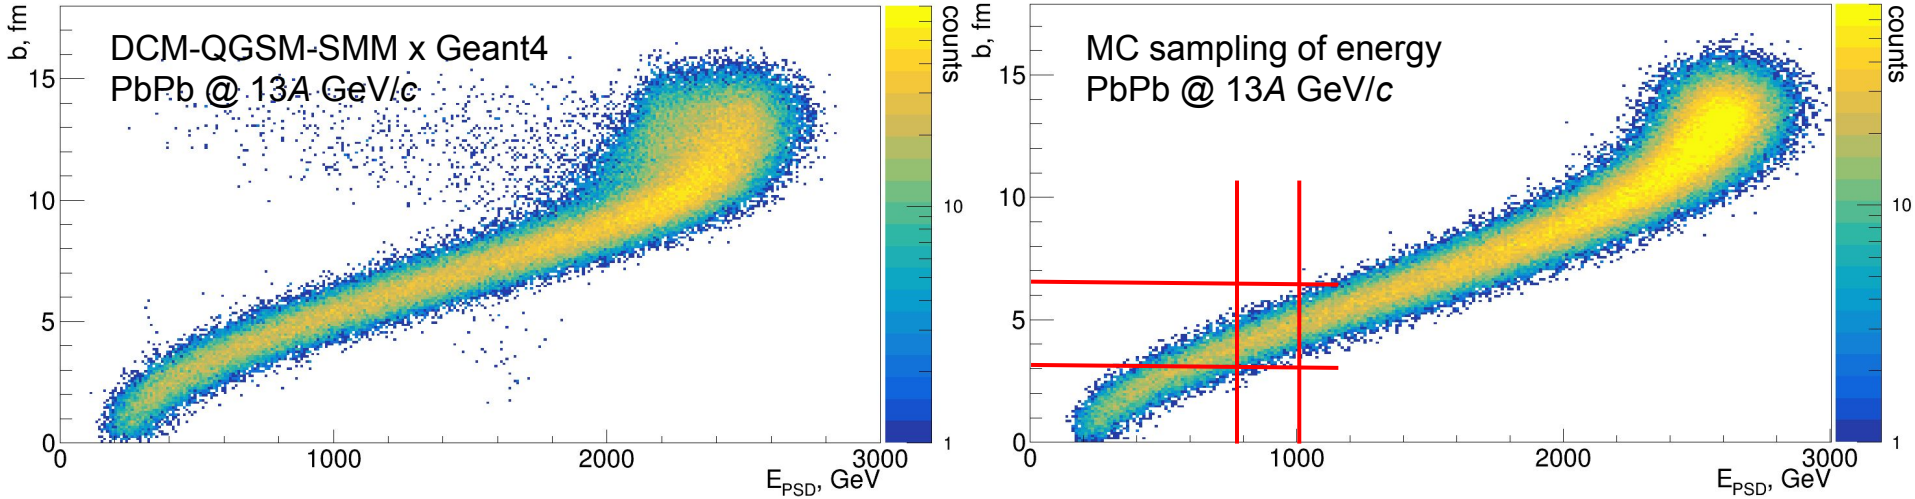 DCM-QGSM-SMM x Geant4
PbPb @ 13A GeV/c
b, fm
15
10
5
0
0
1000
2000
3000
E_PSD, GeV
counts
10
1
MC sampling of energy
PbPb @ 13A GeV/c
b, fm
15
10
5
0
0
1000
2000
3000
E_PSD, GeV
counts
10
1